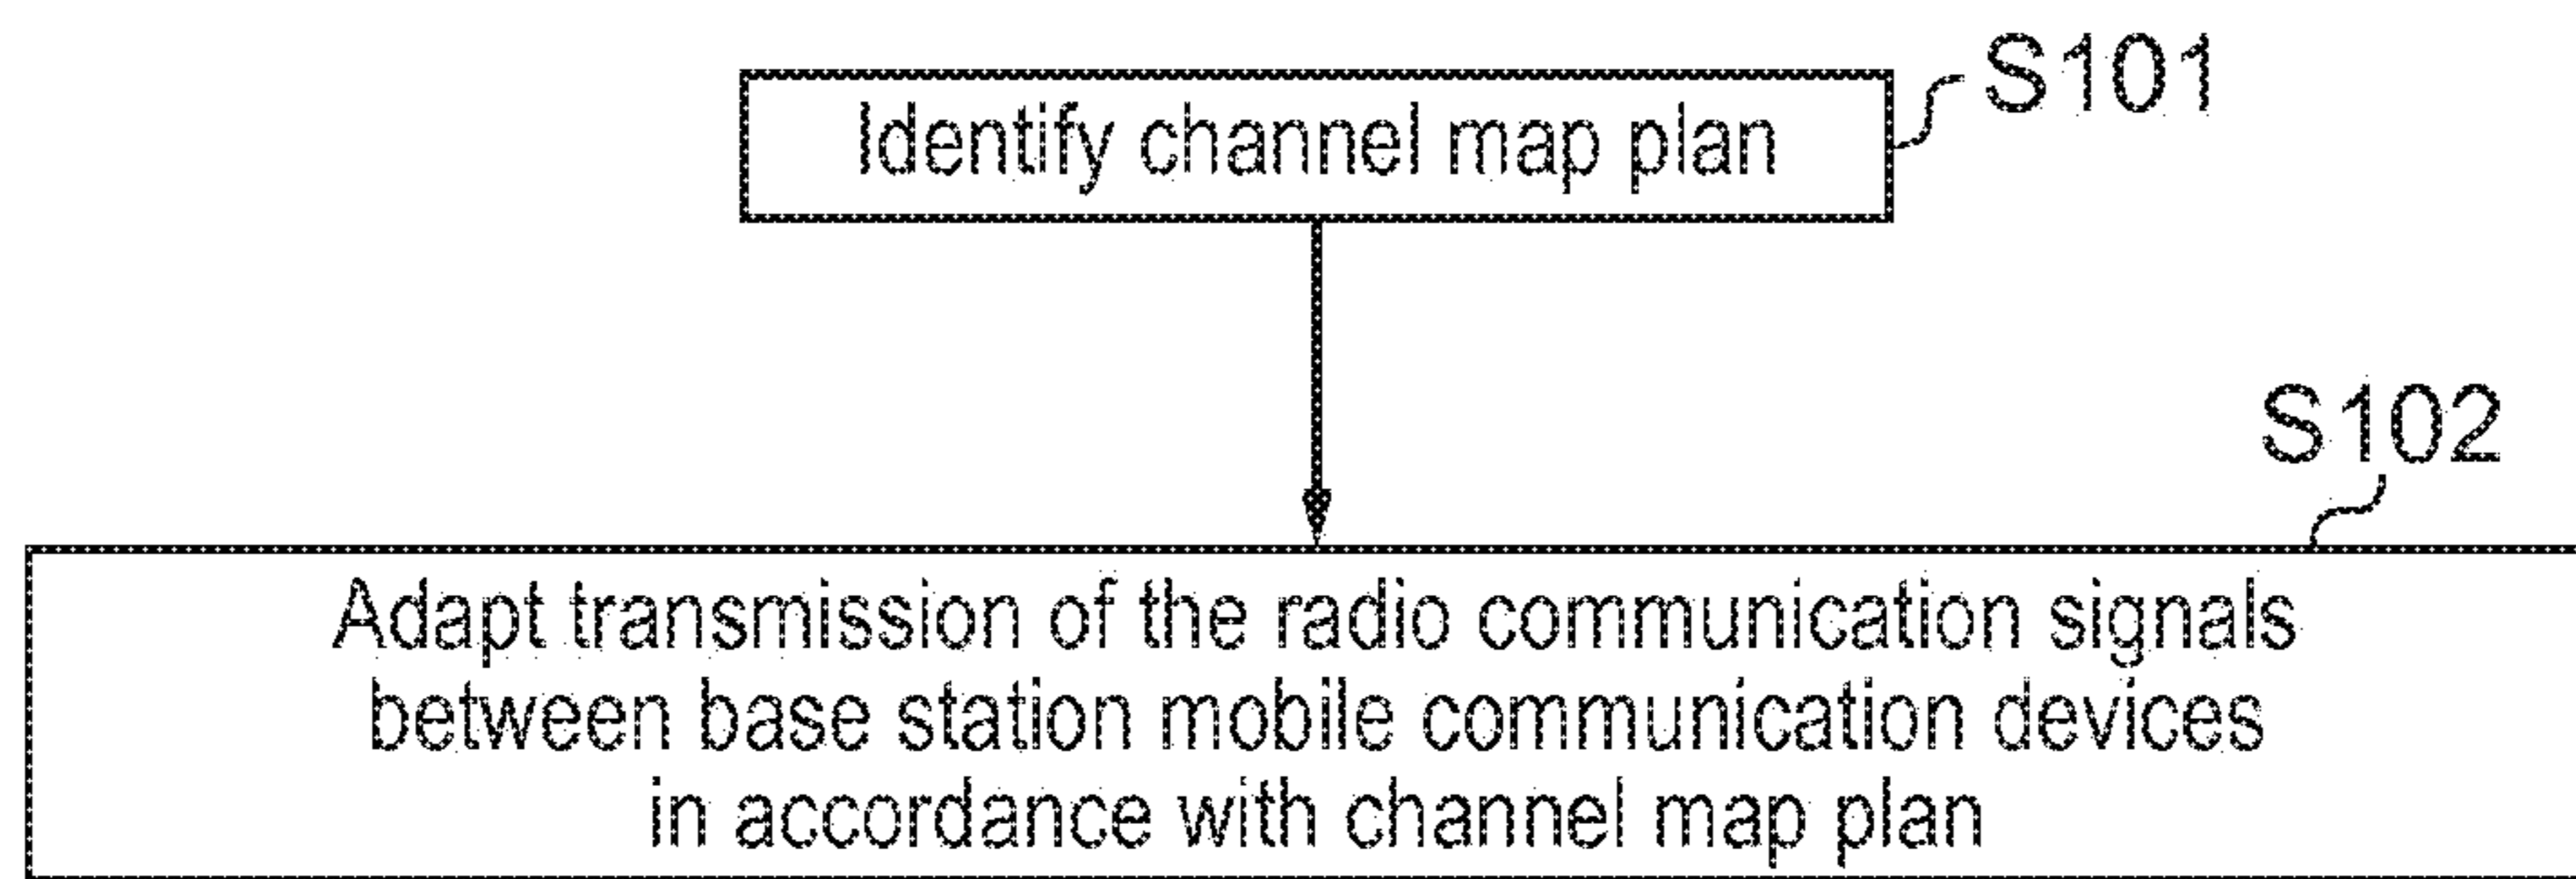 Identify channel map plan
S101
S102
Adapt transmission of the radio communication signals
between base station mobile communication devices
in accordance with channel map plan